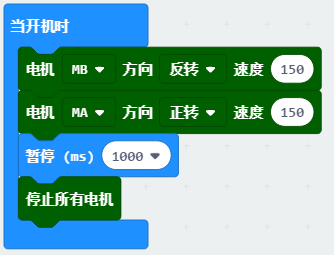 当开机时
电机 MB 方向 反转 速度 150
电机 MA 方向 正转 速度 150
暂停 (ms) 1000
停止所有电机